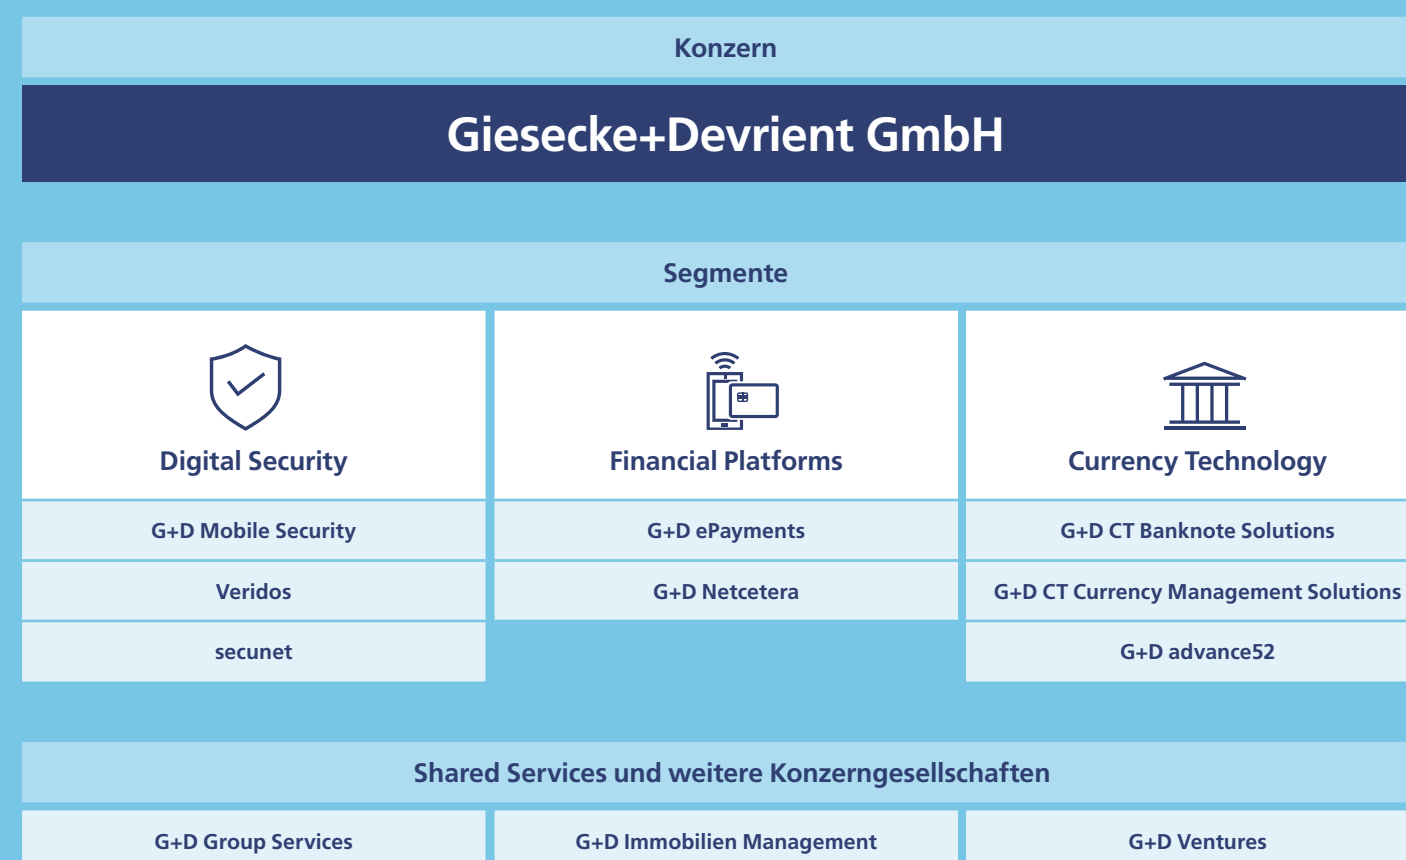 Konzern
Giesecke+Devrient GmbH
Segmente
Digital Security
Financial Platforms
Currency Technology
G+D Mobile Security
G+D ePayments
G+D CT Banknote Solutions
Veridos
G+D Netcetera
G+D CT Currency Management Solutions
secunet
G+D advance52
Shared Services und weitere Konzerngesellschaften
G+D Group Services
G+D Immobilien Management
G+D Ventures